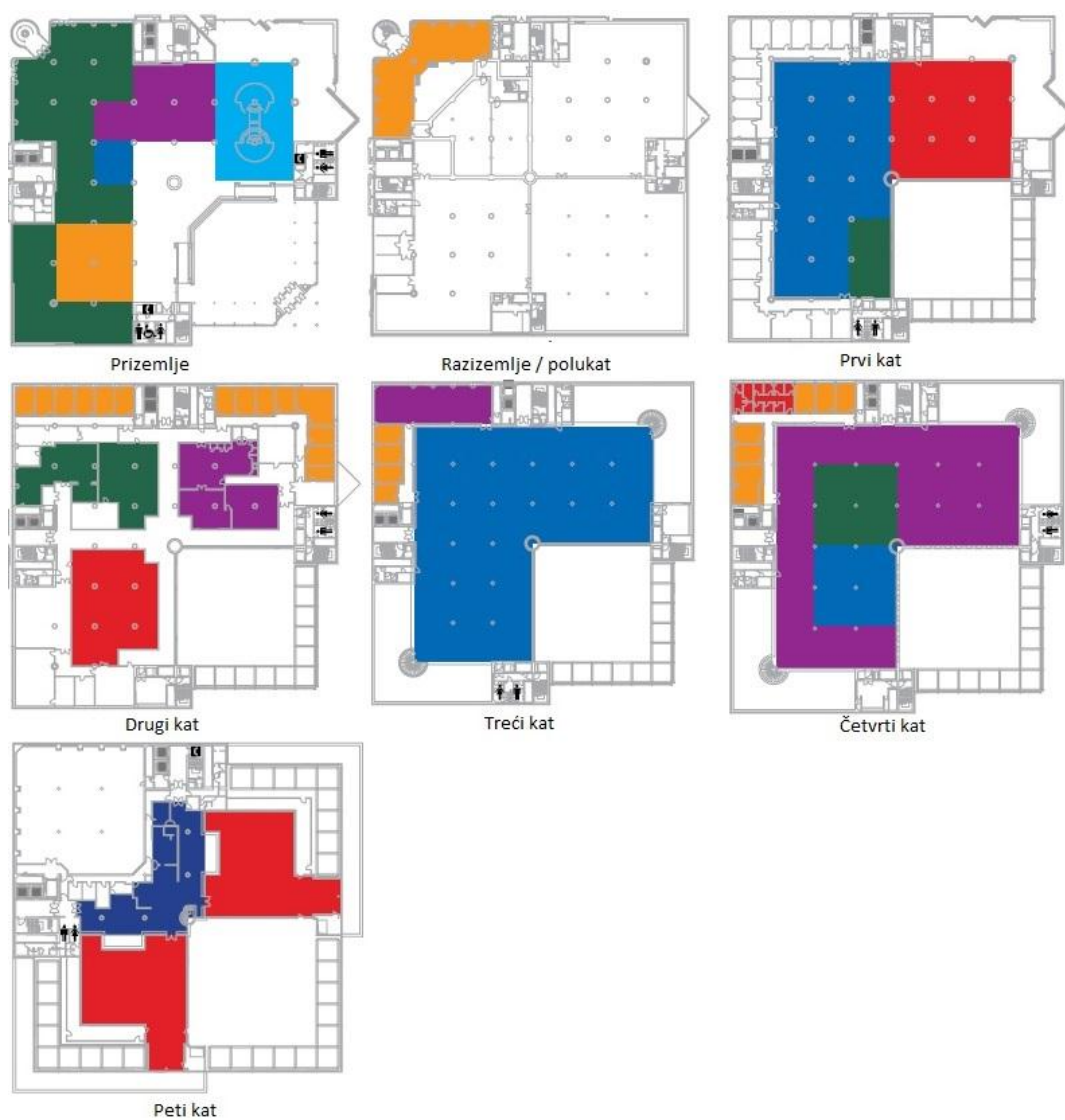 Prizemlje
Razizemlje / polukat
Prvi kat
Drugi kat
Treći kat
Četvrti kat
Peti kat